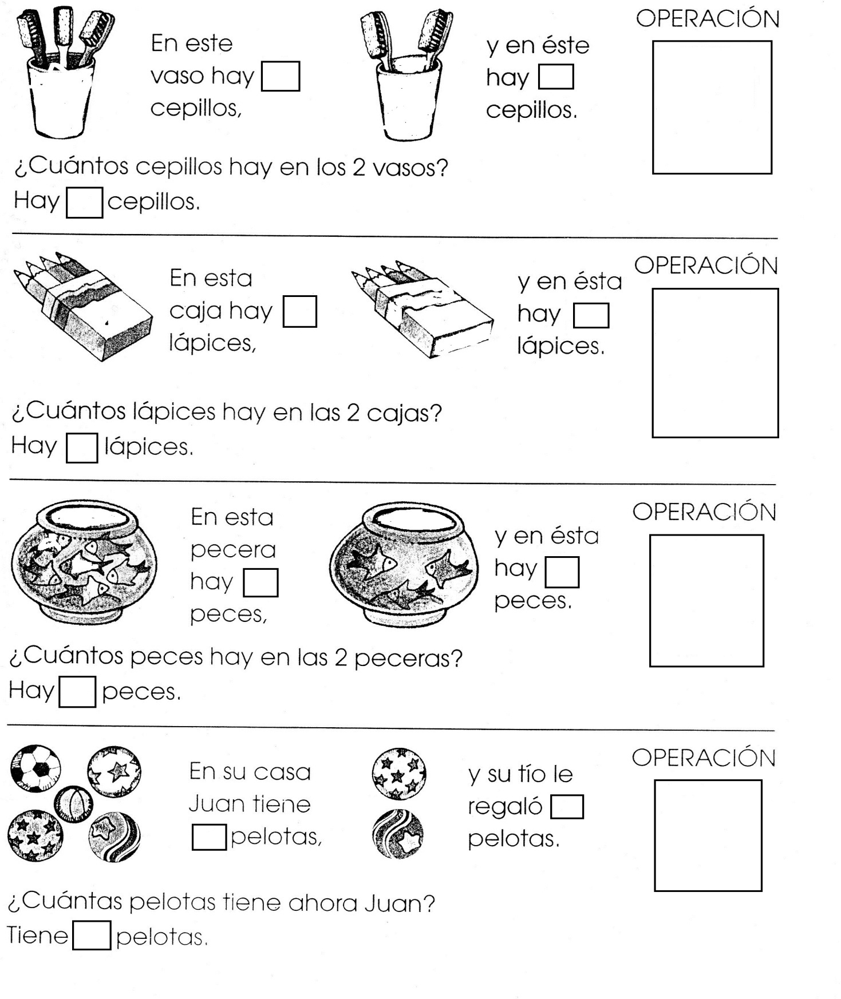 En este
vaso hay
cepillos,
y en éste
hay
cepillos.
OPERACIÓN
¿Cuántos cepillos hay en los 2 vasos?
Hay cepillos.
En esta
caja hay
lápices,
y en ésta
hay
lápices.
OPERACIÓN
¿Cuántos lápices hay en las 2 cajas?
Hay lápices.
En esta
pecera
hay
peces,
y en ésta
hay
peces.
OPERACIÓN
¿Cuántos peces hay en las 2 peceras?
Hay peces.
En su casa
Juan tiene
pelotas,
y su tío le
regaló
pelotas.
OPERACIÓN
¿Cuántas pelotas tiene ahora Juan?
Tiene pelotas.